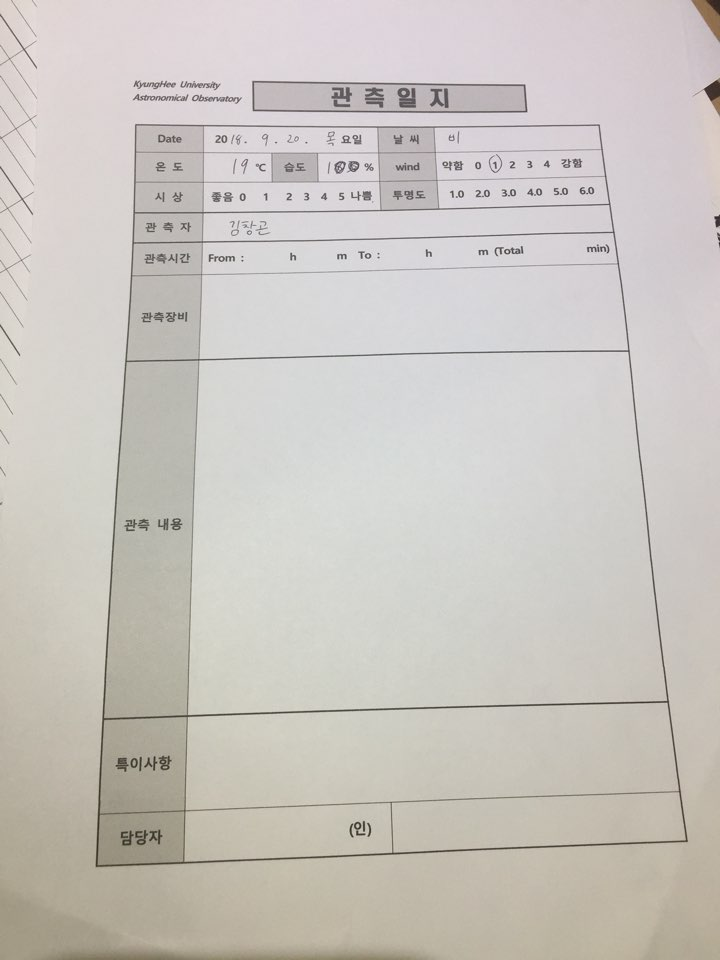 KyungHee University
Astronomical Observatory
관측일지
Date 2018. 9. 20. 목요일 날 씨 비
온 도 19 ℃ 습도 100 % wind 약함 0 1 2 3 4 강함
시 상 좋음 0 1 2 3 4 5 나쁨 투명도 1.0 2.0 3.0 4.0 5.0 6.0
관 측 자 김창곤
관측시간 From : h m To : h m (Total min)
관측장비
관측 내용
특이사항
담당자 (인)